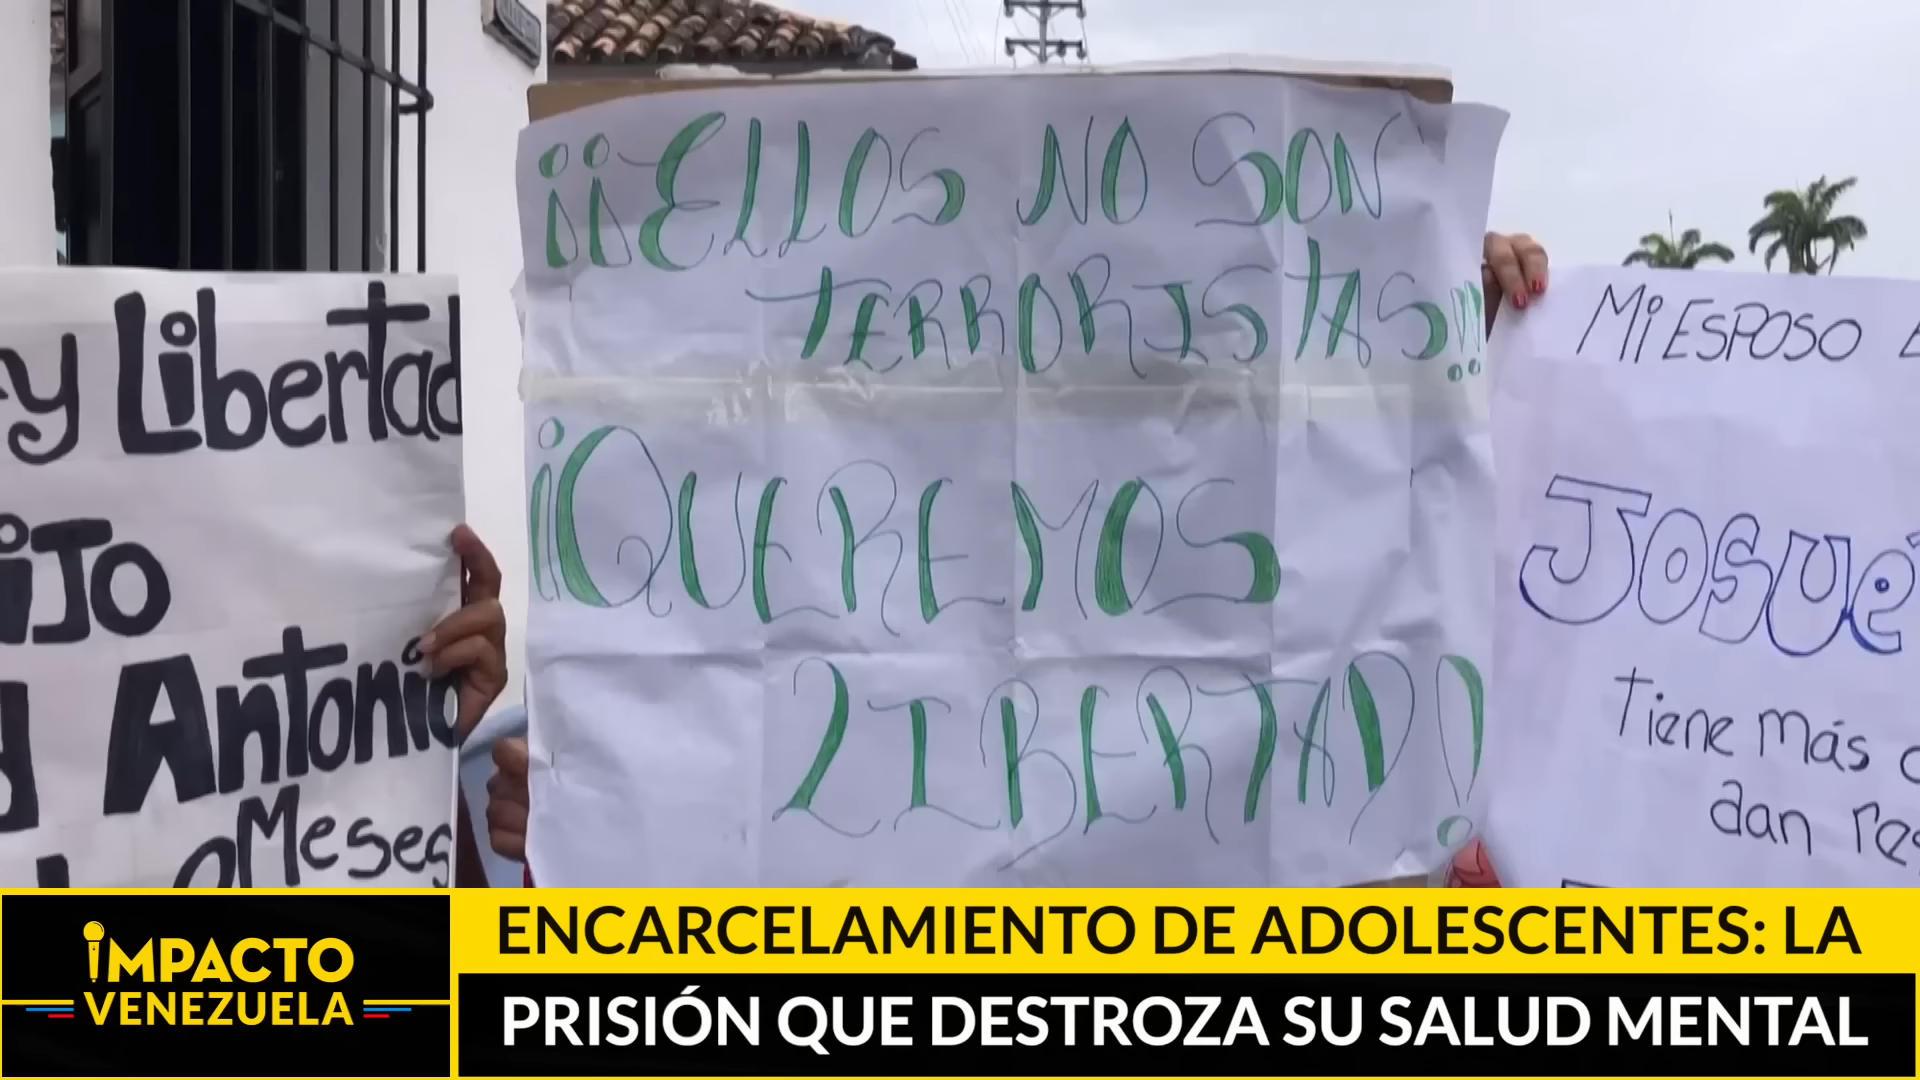 y Libertad
iJo
Antonio
Meses
¡¡ELLOS NO SON
TERRORISTAS!!
¡QUEREMOS
LIBERTAD!
Mi ESPOSO
JOSUÉ
Tiene Más
dan
IMPACTO
VENEZUELA
ENCARCELAMIENTO DE ADOLESCENTES: LA
PRISIÓN QUE DESTROZA SU SALUD MENTAL